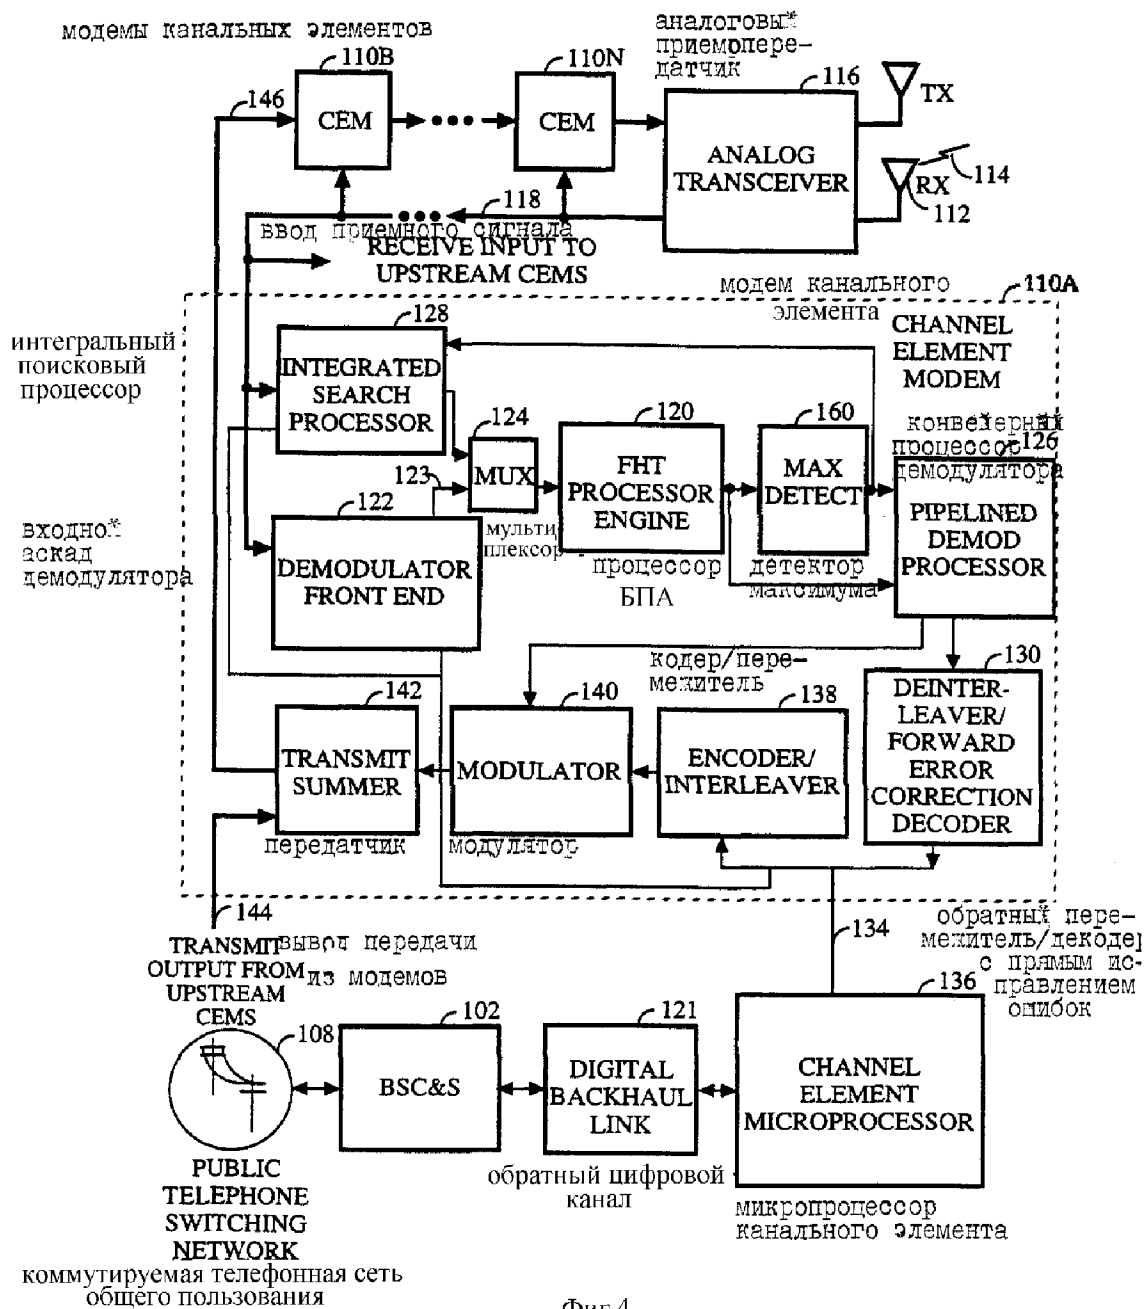 модемы канальных элементов
аналоговый
приемопере-
датчик
110B
110N
116
146
CEM
CEM
TX
ANALOG
TRANSCEIVER
RX
114
112
118
ввод приемного сигнала
RECEIVE INPUT TO
UPSTREAM CEMS
модем канального
элемента
110A
CHANNEL
ELEMENT
MODEM
интегральный
поисковый
процессор
128
INTEGRATED
SEARCH
PROCESSOR
124
MUX
мульти
плексор
120
FHT
PROCESSOR
ENGINE
процессор
БПА
160
MAX
DETECT
детектор
максимума
конвейерный
процессор
демодулятора
126
PIPELINED
DEMOD
PROCESSOR
123
122
входной
аскад
демодулятора
DEMODULATOR
FRONT END
кодер/пере-
межитель
130
DEINTER-
LEAVER/
FORWARD
ERROR
CORRECTION
DECODER
142
TRANSMIT
SUMMER
передатчик
140
MODULATOR
модулятор
138
ENCODER/
INTERLEAVER
144
TRANSMIT
OUTPUT FROM
UPSTREAM
CEMS
вывод передачи
из модемов
134
обратный пере-
межитель/декодер
с прямым ис-
правлением
ошибок
108
102
BSC&S
121
DIGITAL
BACKHAUL
LINK
136
CHANNEL
ELEMENT
MICROPROCESSOR
обратный цифровой
канал
микропроцессор
канального элемента
PUBLIC
TELEPHONE
SWITCHING
NETWORK
коммутируемая телефонная сеть
общего пользования
Фиг.4